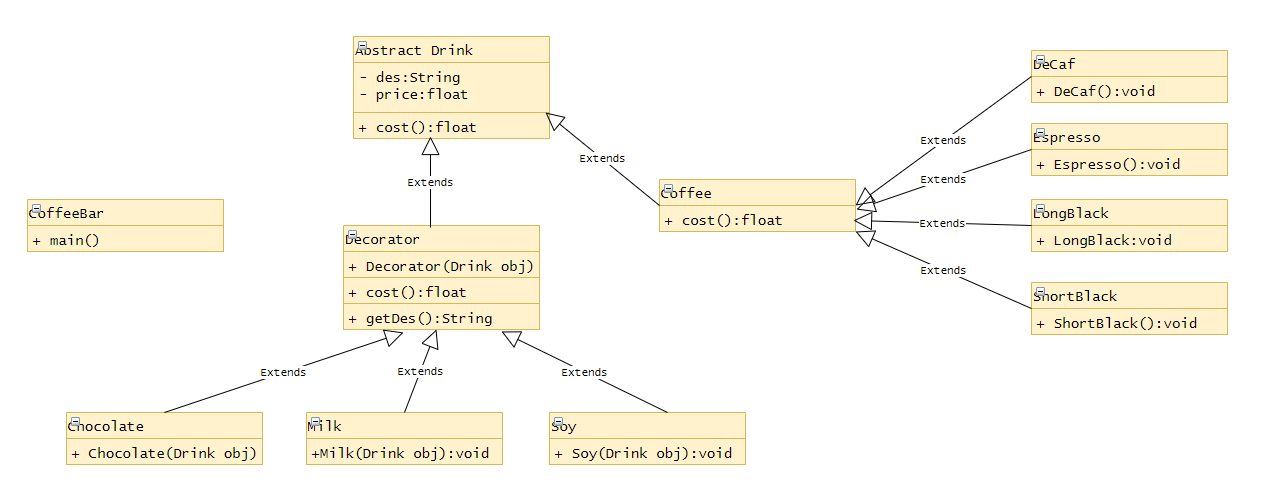 Abstract Drink
- des:String
- price:float
+ cost():float
Extends
Extends
CoffeeBar
+ main()
Decorator
+ Decorator(Drink obj)
+ cost():float
+ getDes():String
Extends
Extends
Extends
Chocolate
+ Chocolate(Drink obj)
Milk
+Milk(Drink obj):void
Soy
+ Soy(Drink obj):void
Coffee
+ cost():float
Extends
Extends
Extends
Extends
DeCaf
+ DeCaf():void
Espresso
+ Espresso():void
LongBlack
+ LongBlack:void
ShortBlack
+ ShortBlack():void